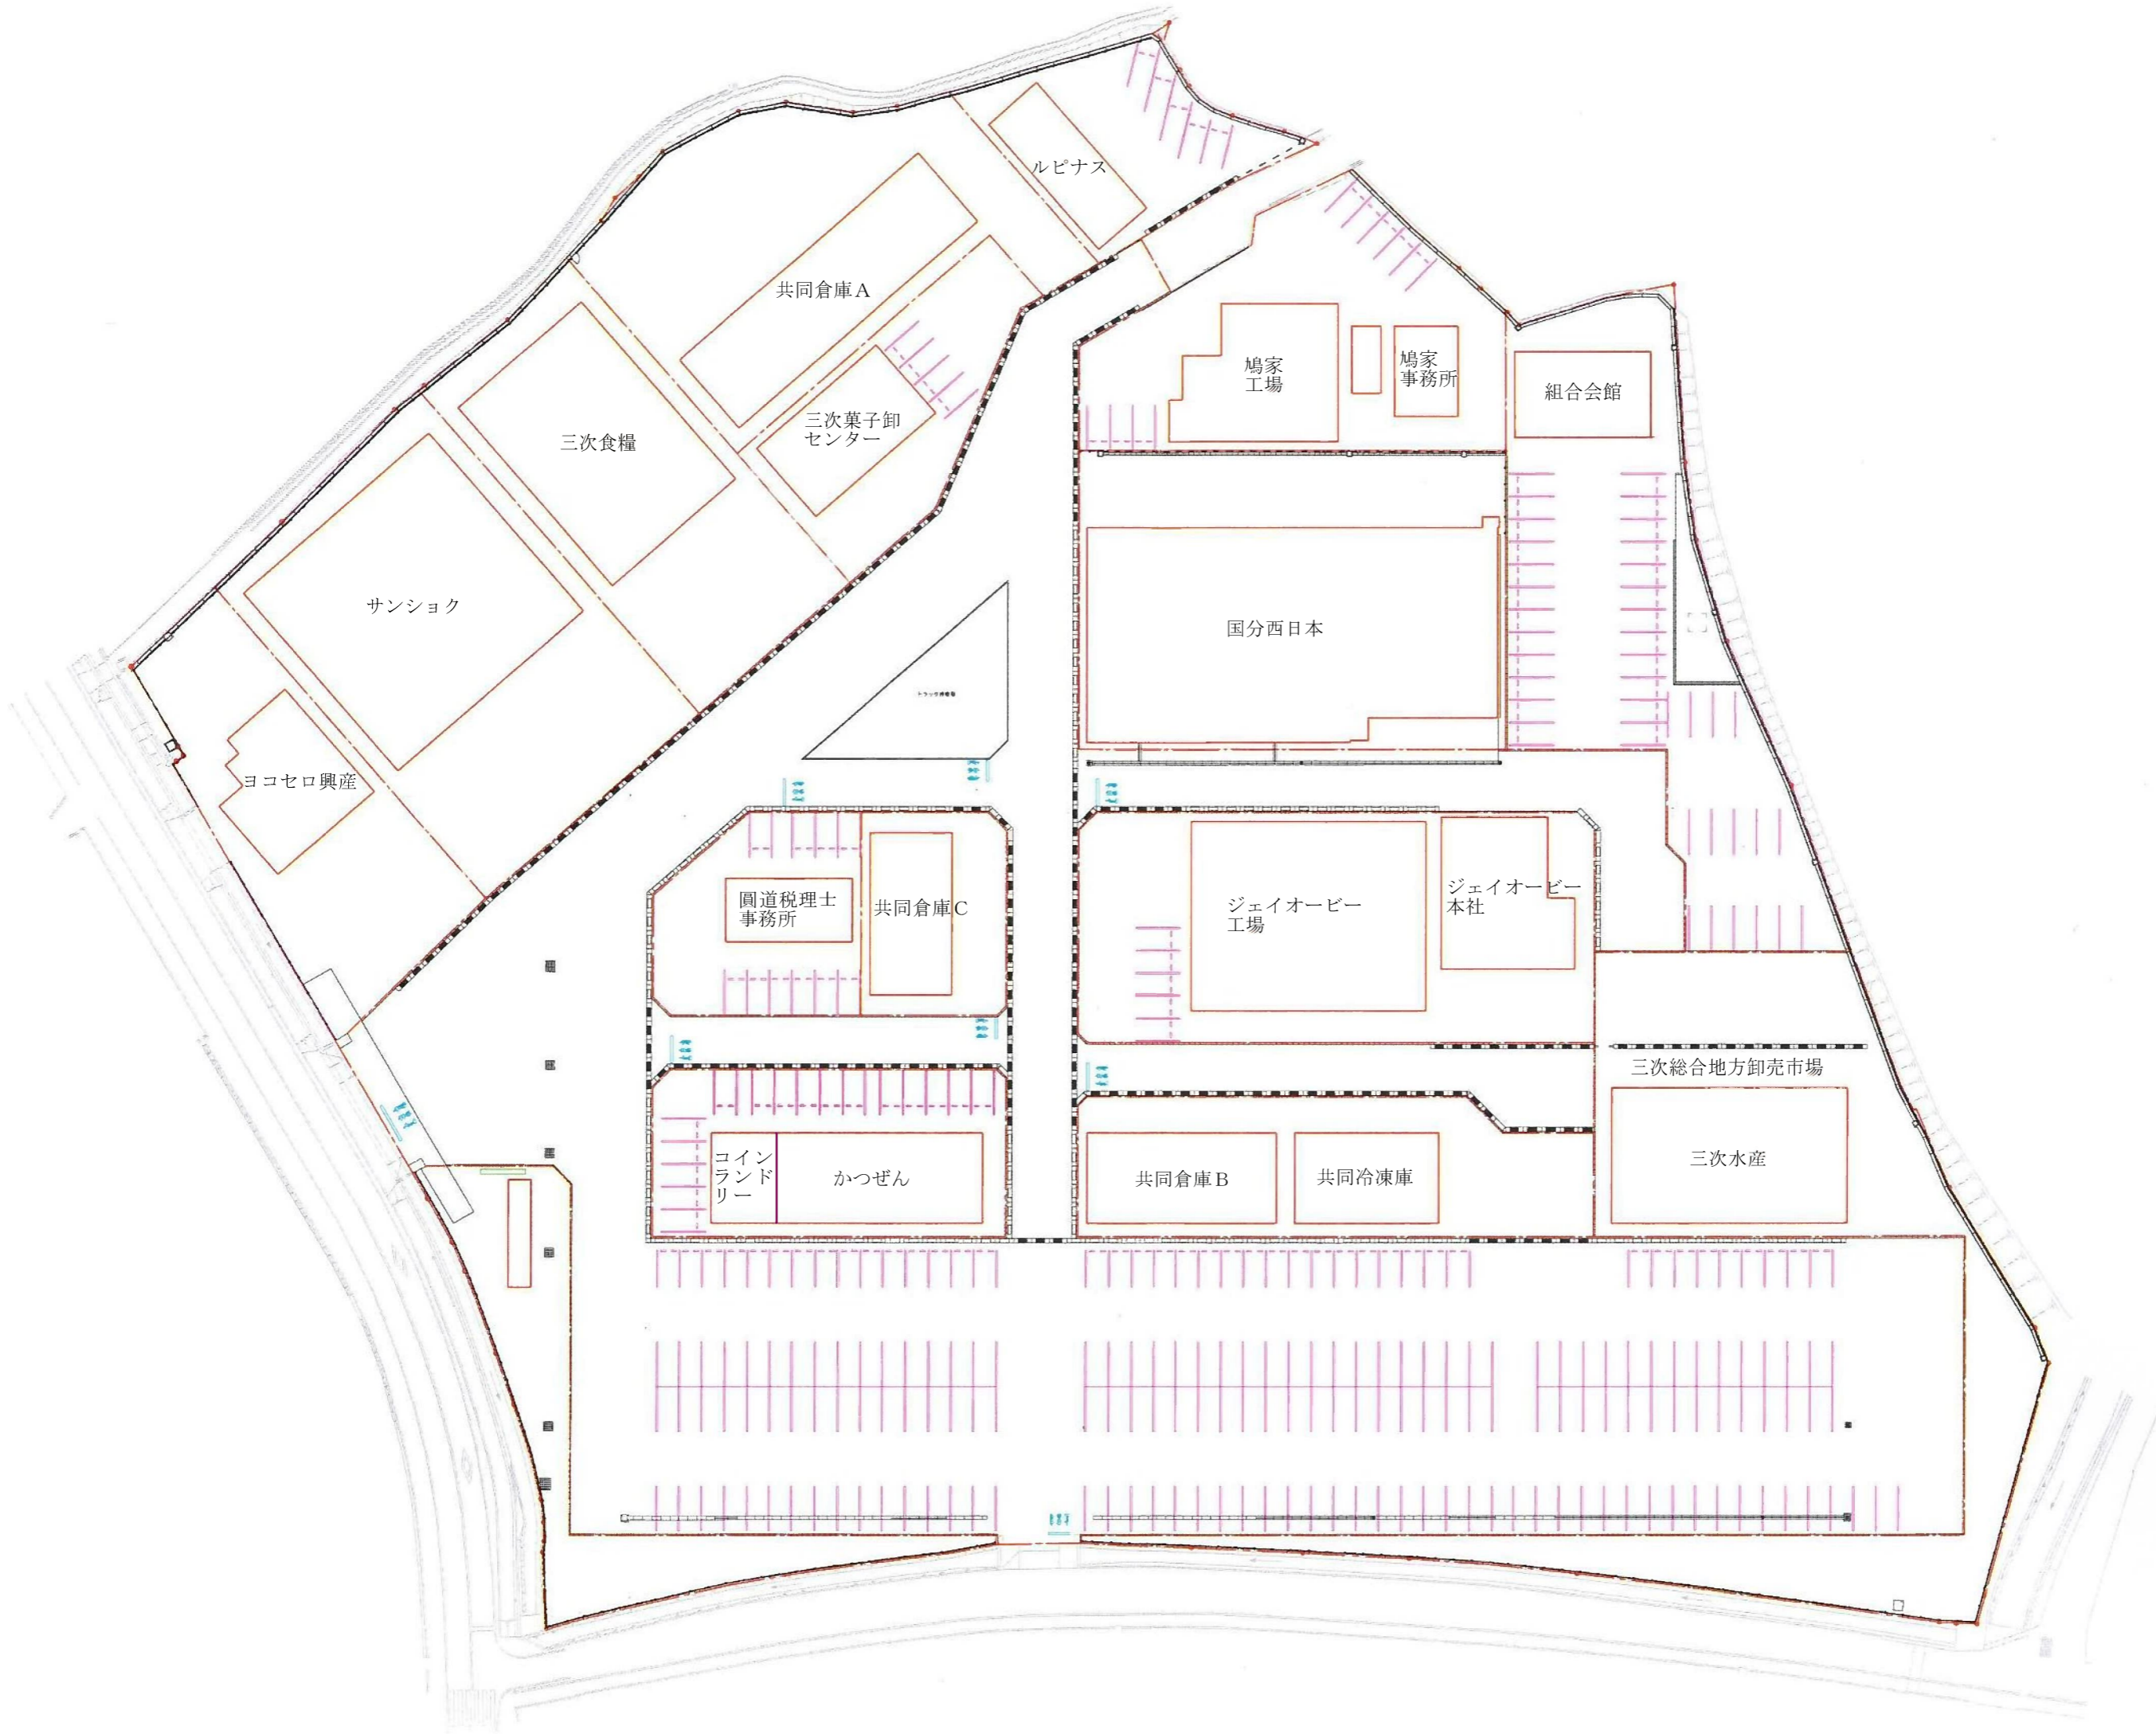 ルピナス
共同倉庫A
鳩家
工場
鳩家
事務所
組合会館
三次菓子卸
センター
三次食糧
サンショク
国分西日本
ヨコセロ興産
圓道税理士
事務所
共同倉庫C
ジェイオービー
工場
ジェイオービー
本社
三次総合地方卸売市場
コイン
ランド
リー
かつぜん
共同倉庫B
共同冷凍庫
三次水産